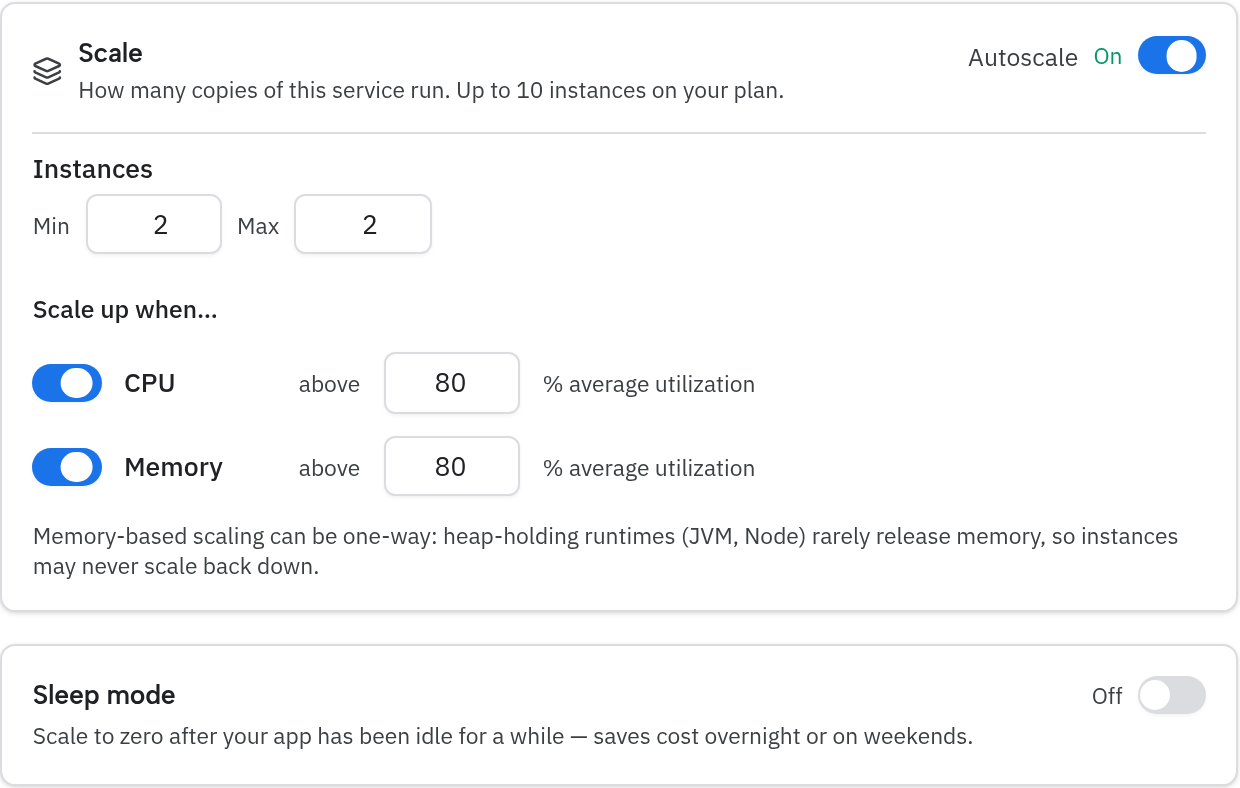 Scale
Autoscale On
How many copies of this service run. Up to 10 instances on your plan.
Instances
Min 2 Max 2
Scale up when...
CPU above 80 % average utilization
Memory above 80 % average utilization
Memory-based scaling can be one-way: heap-holding runtimes (JVM, Node) rarely release memory, so instances
may never scale back down.
Sleep mode
Off
Scale to zero after your app has been idle for a while — saves cost overnight or on weekends.